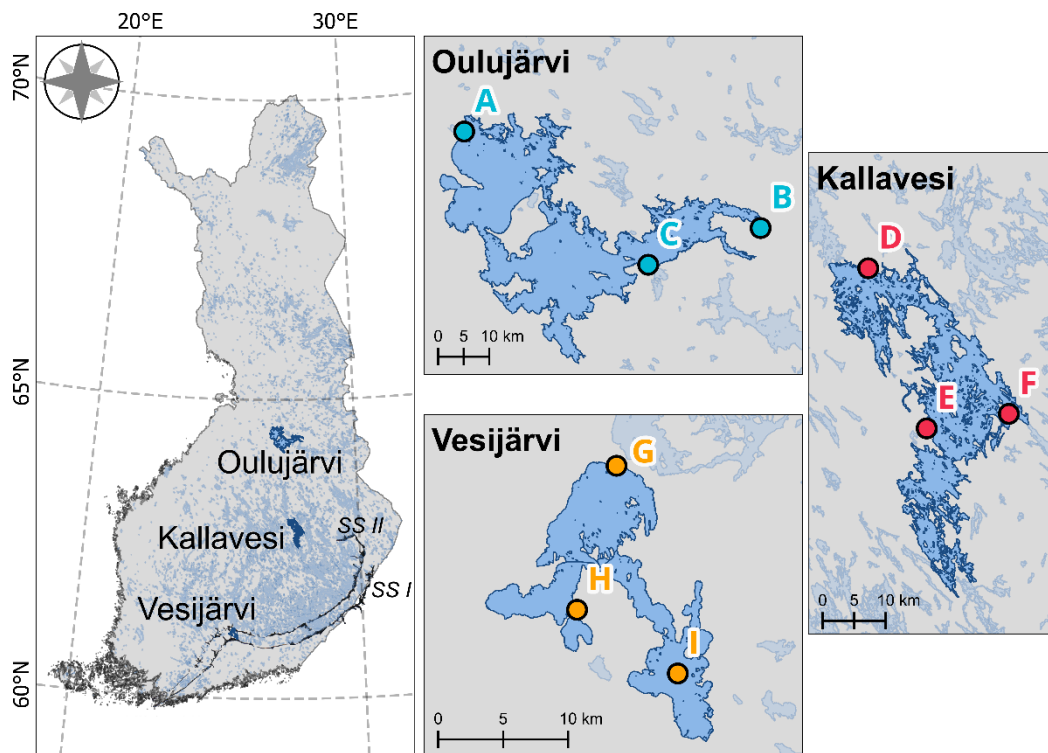 20°E
30°E
70°N
65°N
60°N
Oulujärvi
Kallavesi
Vesijärvi
SS II
SS I
Oulujärvi
A
B
C
0 5 10 km
Vesijärvi
G
H
I
0 5 10 km
Kallavesi
D
E
F
0 5 10 km